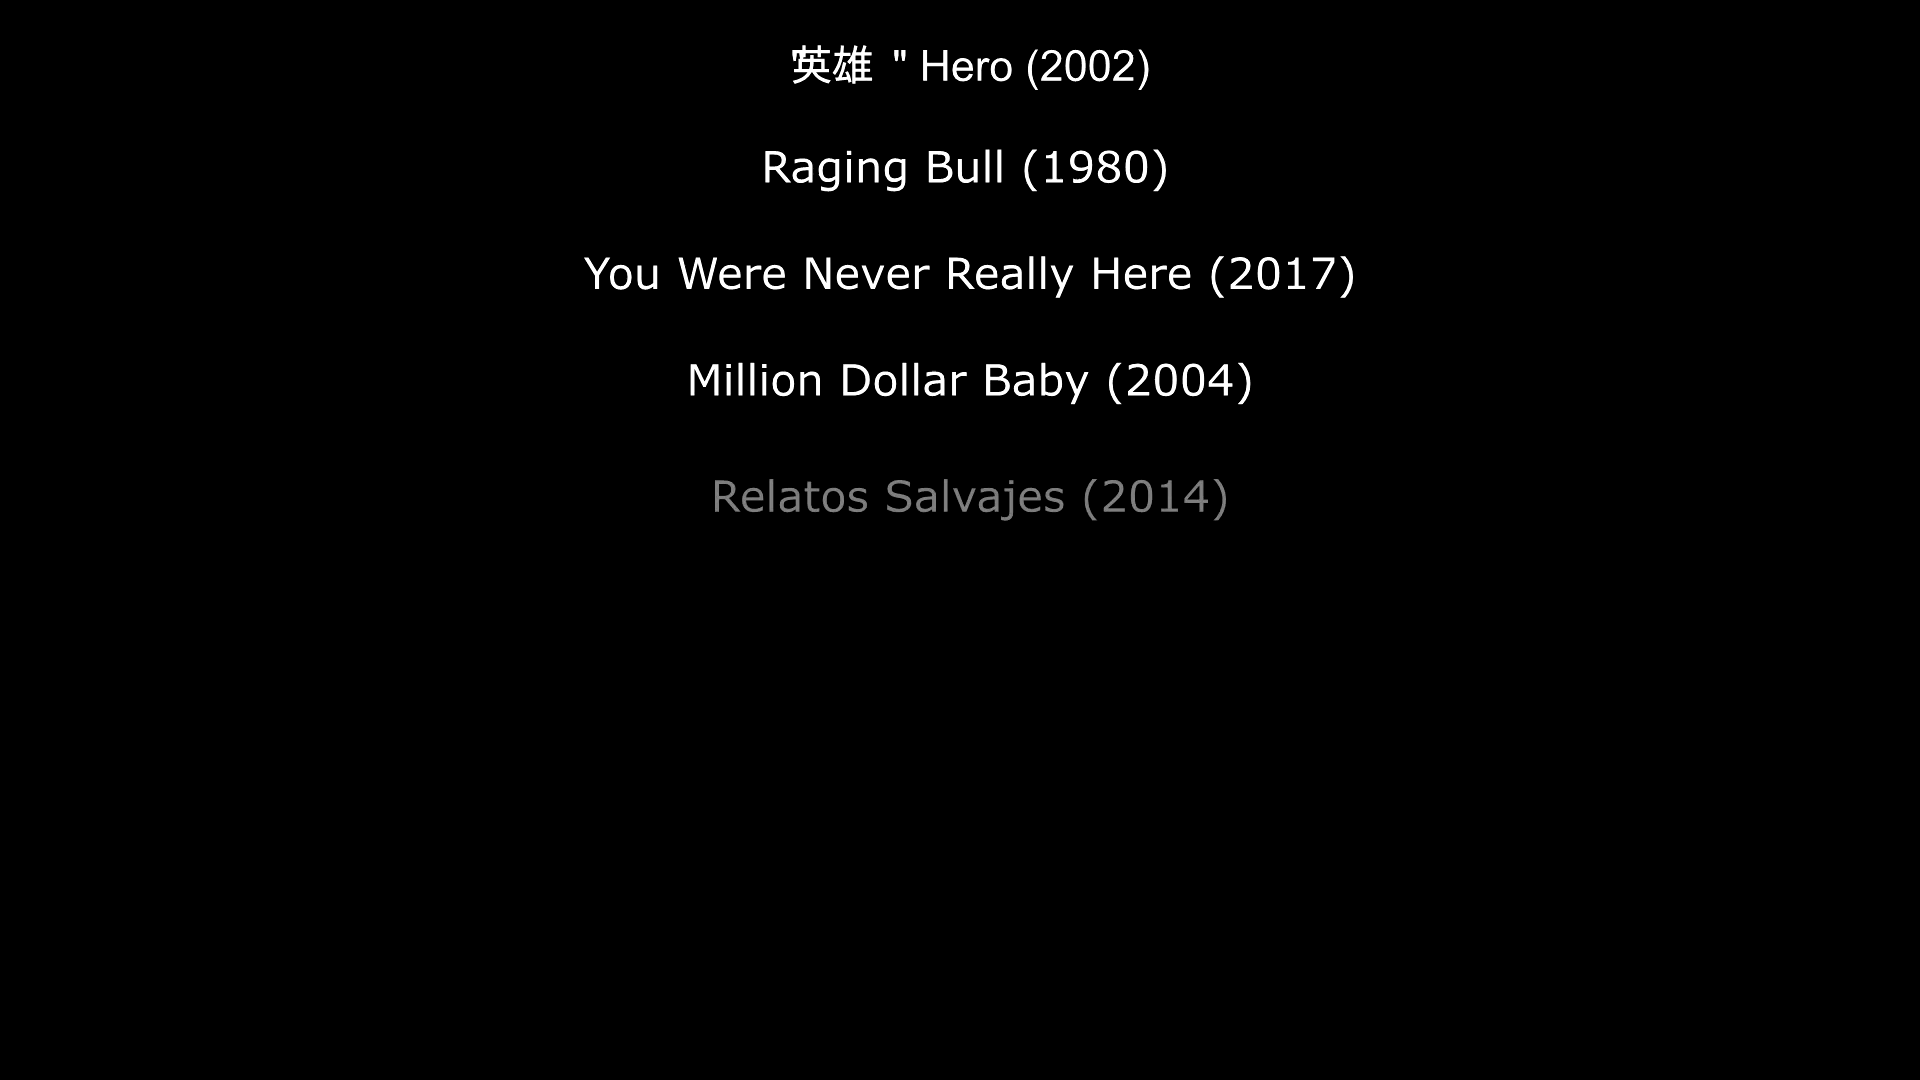 "英雄 " Hero (2002)
Raging Bull (1980)
You Were Never Really Here (2017)
Million Dollar Baby (2004)
Relatos Salvajes (2014)